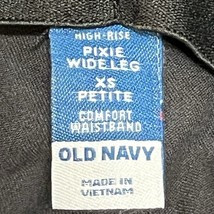 HIGH-RISE
PIXIE
WIDE LEG
XS
PETITE
COMFORT
WAISTBAND
OLD NAVY
MADE IN
VIETNAM